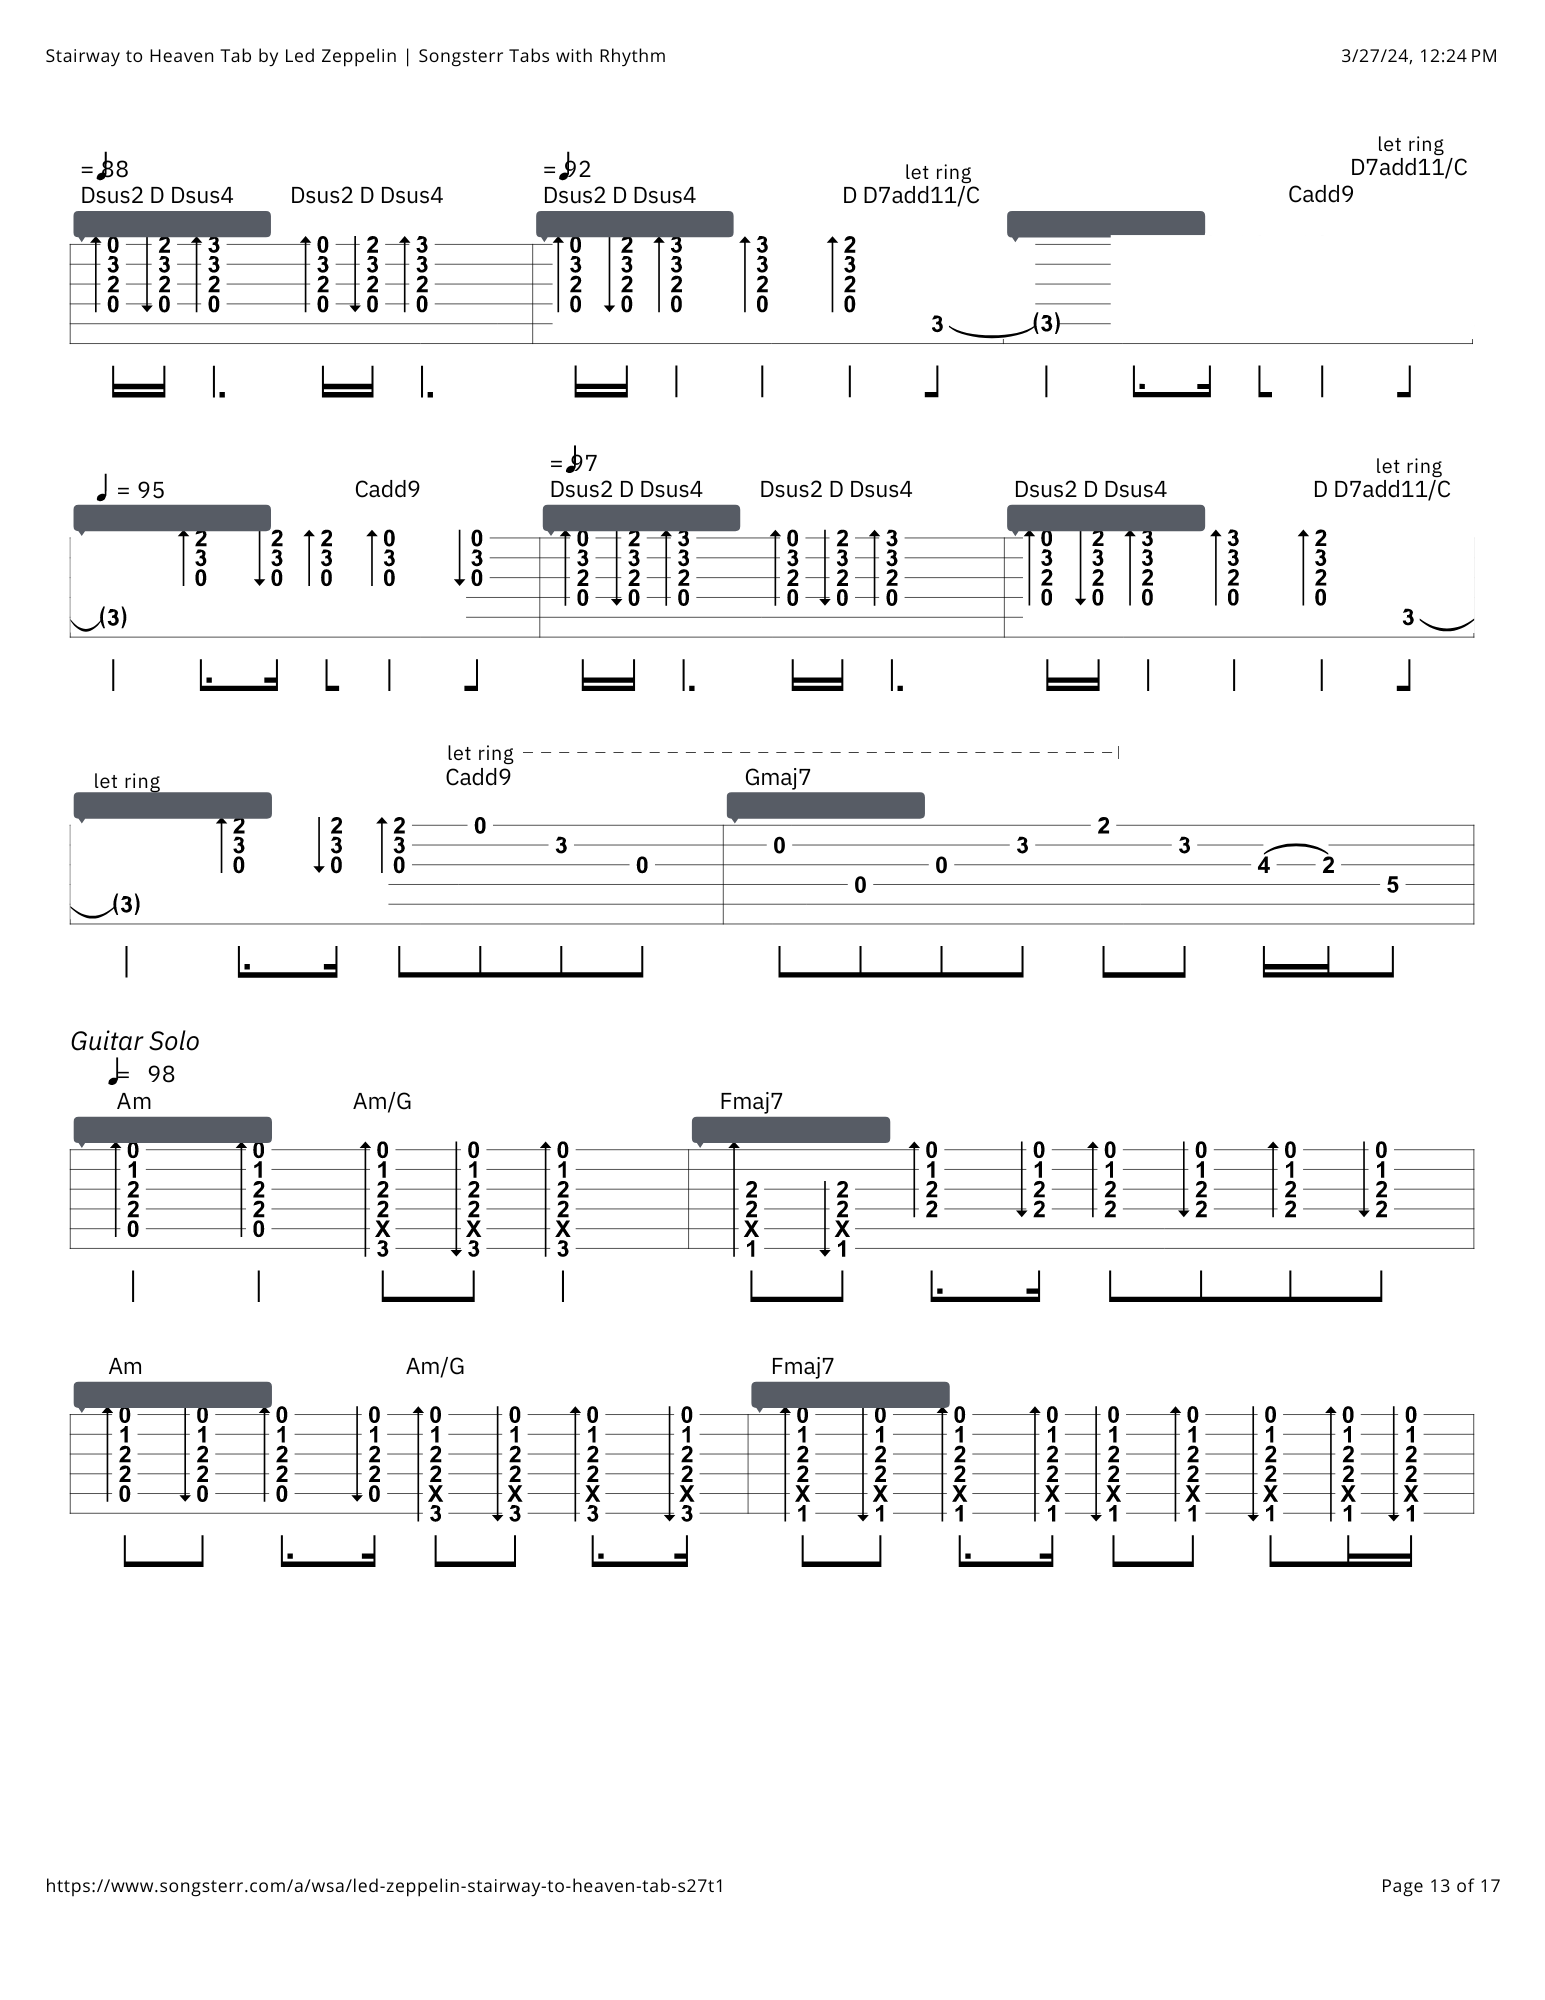 Stairway to Heaven Tab by Led Zeppelin | Songsterr Tabs with Rhythm 3/27/24, 12:24 PM
let ring
= 88 = 92 let ring D7add11/C
Dsus2 D Dsus4 Dsus2 D Dsus4 Dsus2 D Dsus4 D D7add11/C Cadd9
0 2 3 0 2 3 0 2 3 3 2
3 3 3 3 3 3 3 3 3 3 3
2 2 2 2 2 2 2 2 2 2 2
0 0 0 0 0 0 0 0 0 0 0
3 (3)
= 97 let ring
= 95 Cadd9 Dsus2 D Dsus4 Dsus2 D Dsus4 Dsus2 D Dsus4 D D7add11/C
2 2 2 0 0 0 2 3 0 2 3 0 2 3 3 2
3 3 3 3 3 3 3 3 3 3 3 3 3 3 3 3
0 0 0 0 0 2 2 2 2 2 2 2 2 2 2 2
0 0 0 0 0 0 0 0 0 0 0
(3) 3
let ring
let ring Cadd9 Gmaj7
2 2 2 0 2
3 3 3 3 0 3 3
0 0 0 0 0 4 2
0 5
(3)
Guitar Solo
= 98
Am Am/G Fmaj7
0 0 0 0 0 0 0 0 0 0 0
1 1 1 1 1 1 1 1 1 1 1
2 2 2 2 2 2 2 2 2 2 2 2 2
2 2 2 2 2 2 2 2 2 2 2 2 2
0 0 X X X X X
3 3 3 1 1
Am Am/G Fmaj7
0 0 0 0 0 0 0 0 0 0 0 0 0 0 0 0 0
1 1 1 1 1 1 1 1 1 1 1 1 1 1 1 1 1
2 2 2 2 2 2 2 2 2 2 2 2 2 2 2 2 2
2 2 2 2 2 2 2 2 2 2 2 2 2 2 2 2 2
0 0 0 0 X X X X X X X X X X X X X
3 3 3 3 1 1 1 1 1 1 1 1 1
https://www.songsterr.com/a/wsa/led-zeppelin-stairway-to-heaven-tab-s27t1 Page 13 of 17